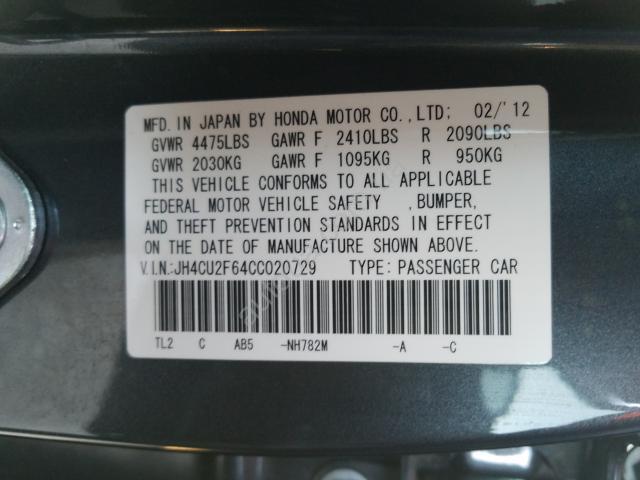 MFD. IN JAPAN BY HONDA MOTOR CO.,LTD; 02/'12
GVWR 4475LBS GAWR F 2410LBS R 2090LBS
GVWR 2030KG GAWR F 1095KG R 950KG
THIS VEHICLE CONFORMS TO ALL APPLICABLE
FEDERAL MOTOR VEHICLE SAFETY ,BUMPER,
AND THEFT PREVENTION STANDARDS IN EFFECT
ON THE DATE OF MANUFACTURE SHOWN ABOVE.
V.I.N.:JH4CU2F64CC020729 TYPE: PASSENGER CAR
TL2 C AB5 -NH782M -A -C